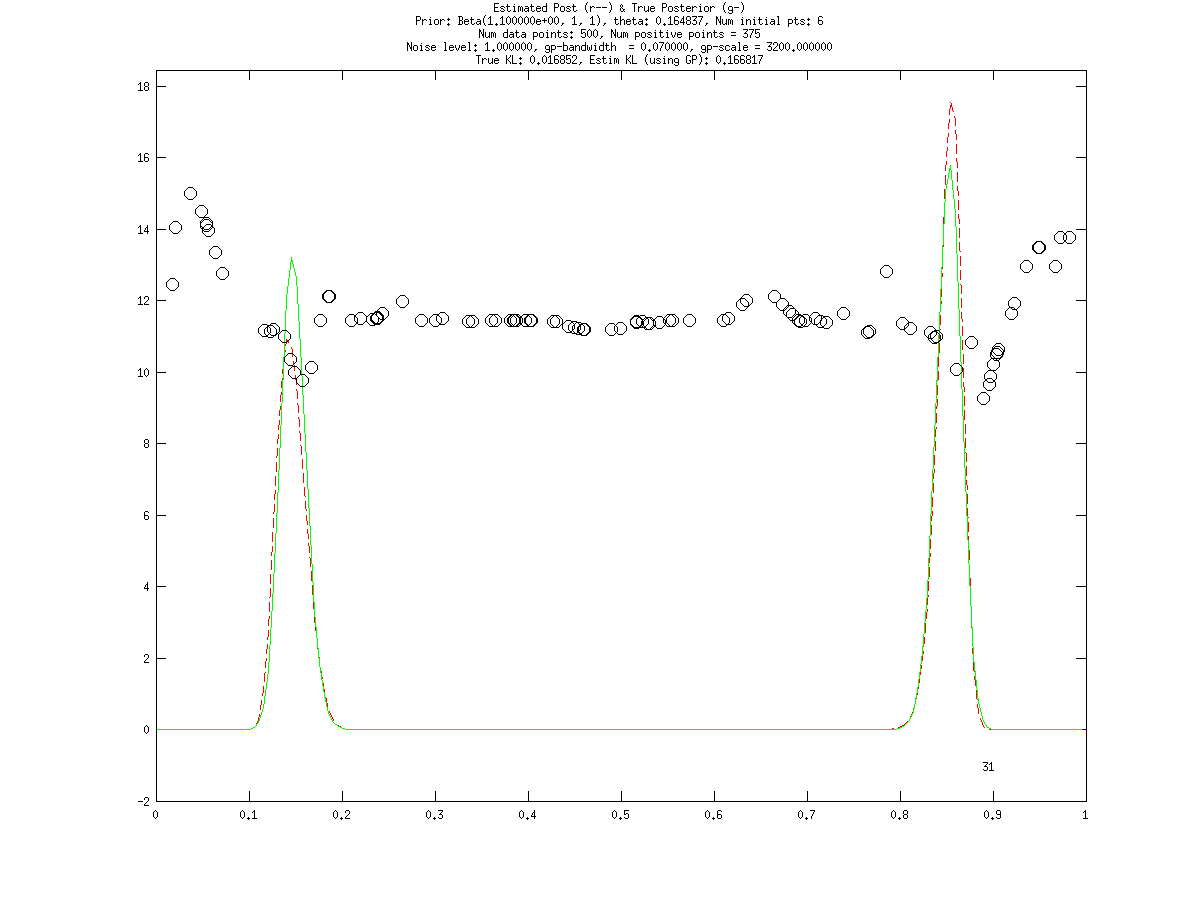 Estimated Post (r--) & True Posterior (g-)
Prior: Beta(1.100000e+00, 1, 1), theta: 0.164837, Num initial pts: 6
Num data points: 500, Num positive points = 375
Noise level: 1.000000, gp-bandwidth  = 0.070000, gp-scale = 3200.000000
True KL: 0.016852, Estim KL (using GP): 0.166817
18
16
14
12
10
8
6
4
2
0
31
-2
0 0.1 0.2 0.3 0.4 0.5 0.6 0.7 0.8 0.9 1